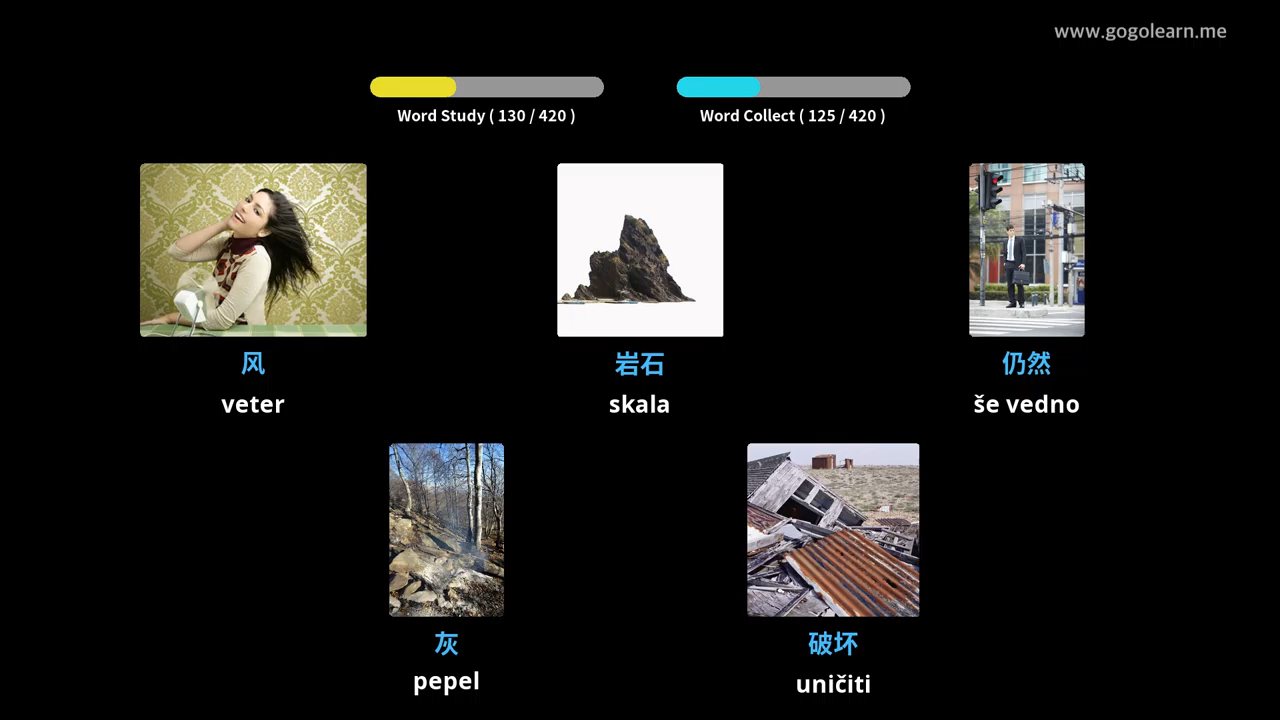 www.gogolearn.me
Word Study ( 130 / 420 )
Word Collect ( 125 / 420 )
风
岩石
仍然
veter
skala
še vedno
灰
破坏
pepel
uničiti